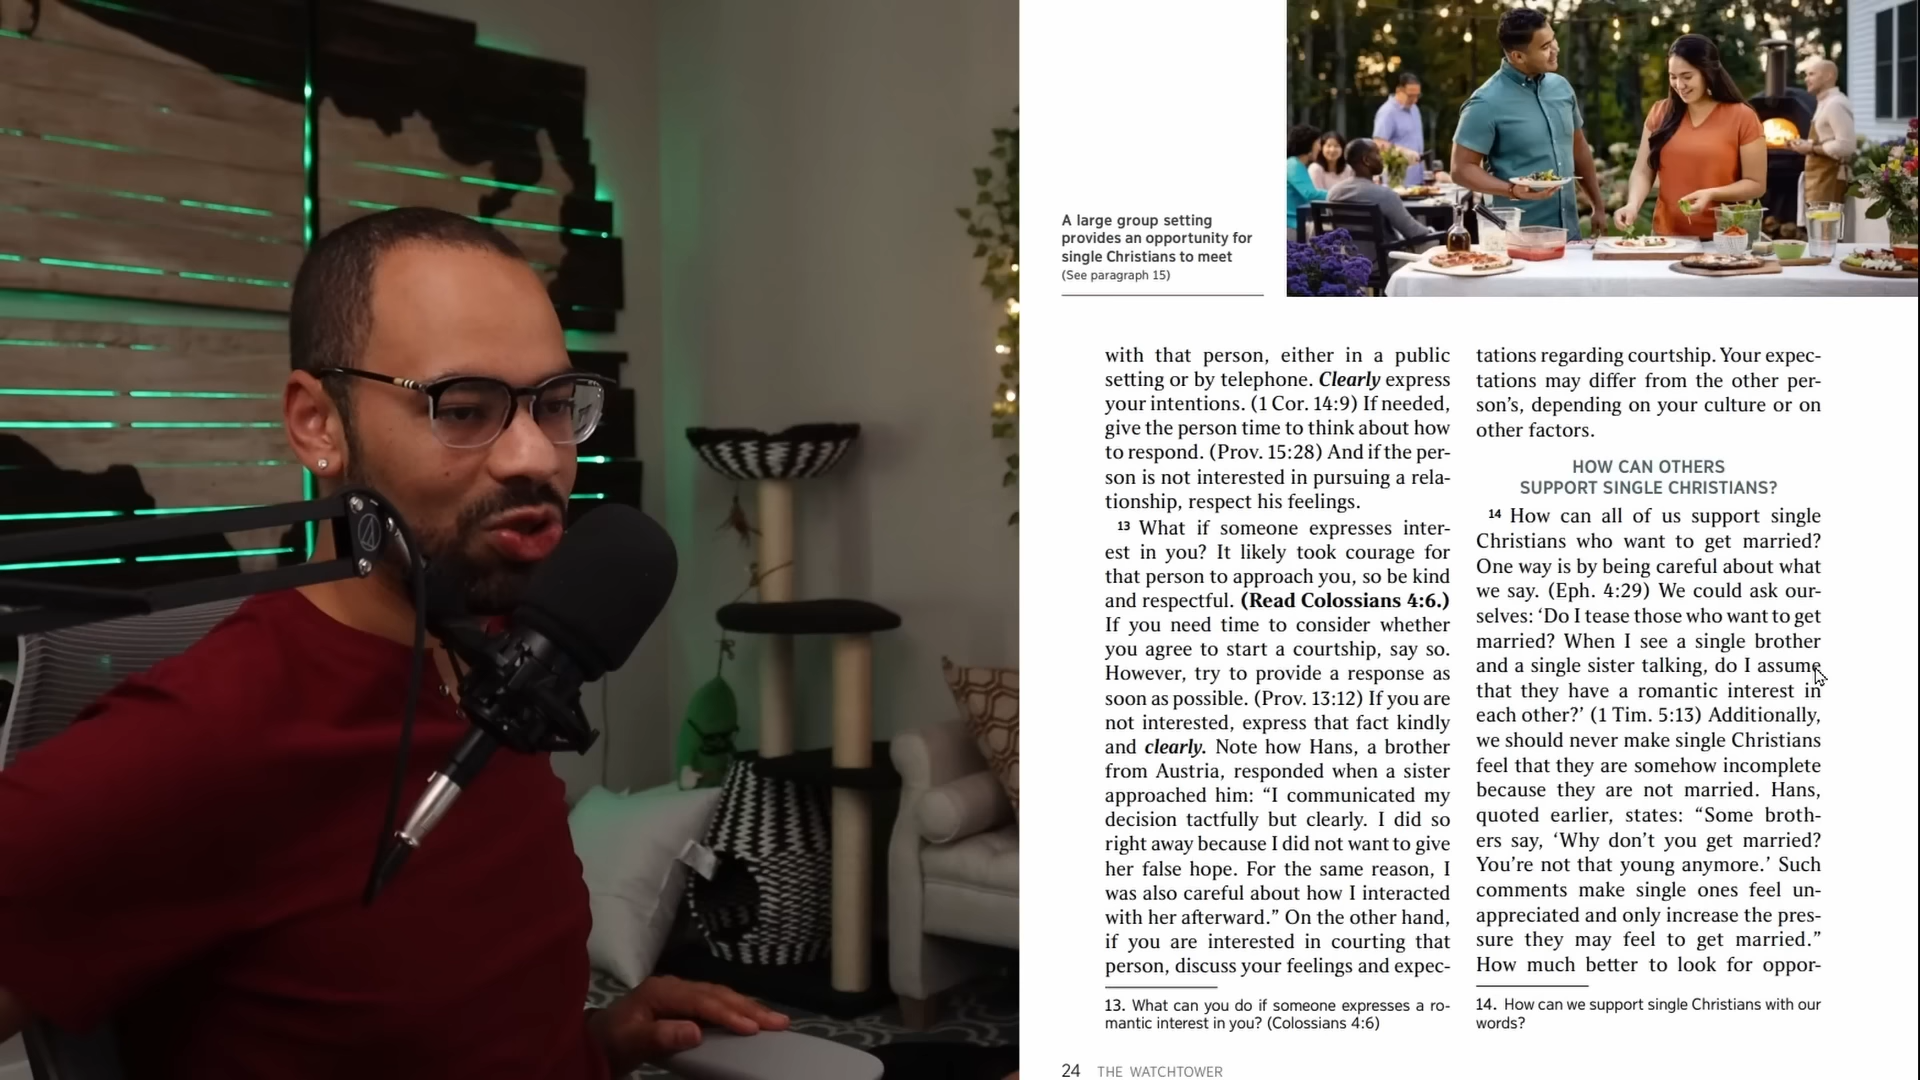 A large group setting
provides an opportunity for
single Christians to meet
(See paragraph 15)
with that person, either in a public
setting or by telephone. Clearly express
your intentions. (1 Cor. 14:9) If needed,
give the person time to think about how
to respond. (Prov. 15:28) And if the per-
son is not interested in pursuing a rela-
tionship, respect his feelings.
13 What if someone expresses inter-
est in you? It likely took courage for
that person to approach you, so be kind
and respectful. (Read Colossians 4:6.)
If you need time to consider whether
you agree to start a courtship, say so.
However, try to provide a response as
soon as possible. (Prov. 13:12) If you are
not interested, express that fact kindly
and clearly. Note how Hans, a brother
from Austria, responded when a sister
approached him: “I communicated my
decision tactfully but clearly. I did so
right away because I did not want to give
her false hope. For the same reason, I
was also careful about how I interacted
with her afterward.” On the other hand,
if you are interested in courting that
person, discuss your feelings and expec-
13. What can you do if someone expresses a ro-
mantic interest in you? (Colossians 4:6)
tations regarding courtship. Your expec-
tations may differ from the other per-
son’s, depending on your culture or on
other factors.
HOW CAN OTHERS
SUPPORT SINGLE CHRISTIANS?
14 How can all of us support single
Christians who want to get married?
One way is by being careful about what
we say. (Eph. 4:29) We could ask our-
selves: ‘Do I tease those who want to get
married? When I see a single brother
and a single sister talking, do I assume
that they have a romantic interest in
each other?’ (1 Tim. 5:13) Additionally,
we should never make single Christians
feel that they are somehow incomplete
because they are not married. Hans,
quoted earlier, states: “Some broth-
ers say, ‘Why don’t you get married?
You’re not that young anymore.’ Such
comments make single ones feel un-
appreciated and only increase the pres-
sure they may feel to get married.”
How much better to look for oppor-
14. How can we support single Christians with our
words?
24 THE WATCHTOWER